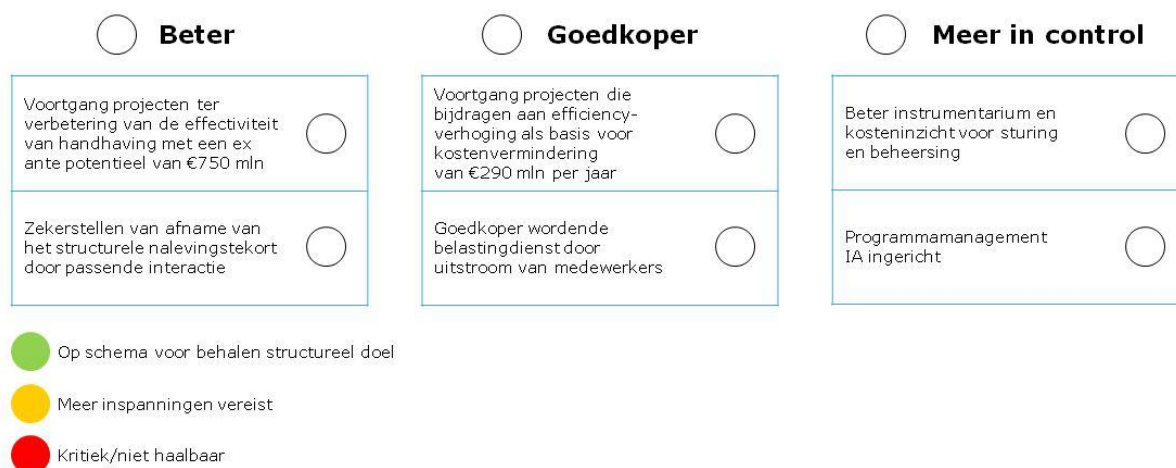 Beter
Voortgang projecten ter
verbetering van de effectiviteit
van handhaving met een ex
ante potentieel van €750 mln
Zekerstellen van afname van
het structurele nalevingstekort
door passende interactie
Goedkoper
Voortgang projecten die
bijdragen aan efficiency-
verhoging als basis voor
kostenvermindering
van €290 mln per jaar
Goedkoper wordende
belastingdienst door
uitstroom van medewerkers
Meer in control
Beter instrumentarium en
kosteninzicht voor sturing
en beheersing
Programmamanagement
IA ingericht
Op schema voor behalen structureel doel
Meer inspanningen vereist
Kritiek/niet haalbaar